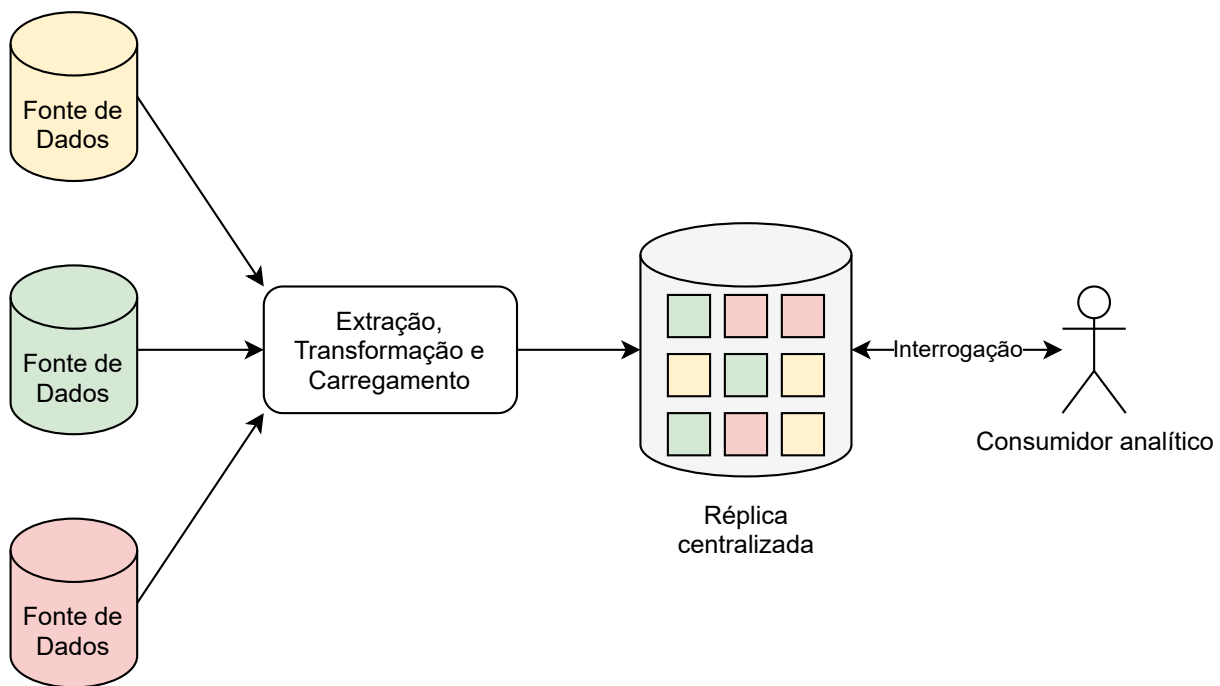 Fonte de
Dados
Fonte de
Dados
Fonte de
Dados
Extração,
Transformação e
Carregamento
Réplica
centralizada
Interrogação
Consumidor analítico